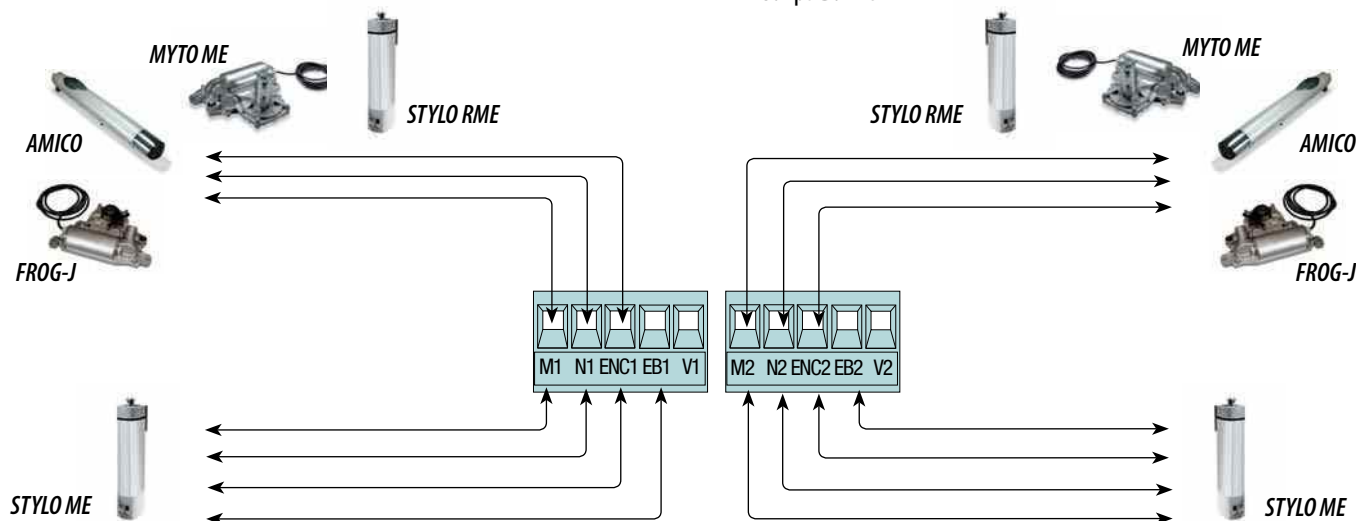 MYTO ME
STYLO RME
AMICO
FROG-J
STYLO RME
MYTO ME
AMICO
FROG-J
M1 N1 ENC1 EB1 V1
M2 N2 ENC2 EB2 V2
STYLO ME
STYLO ME